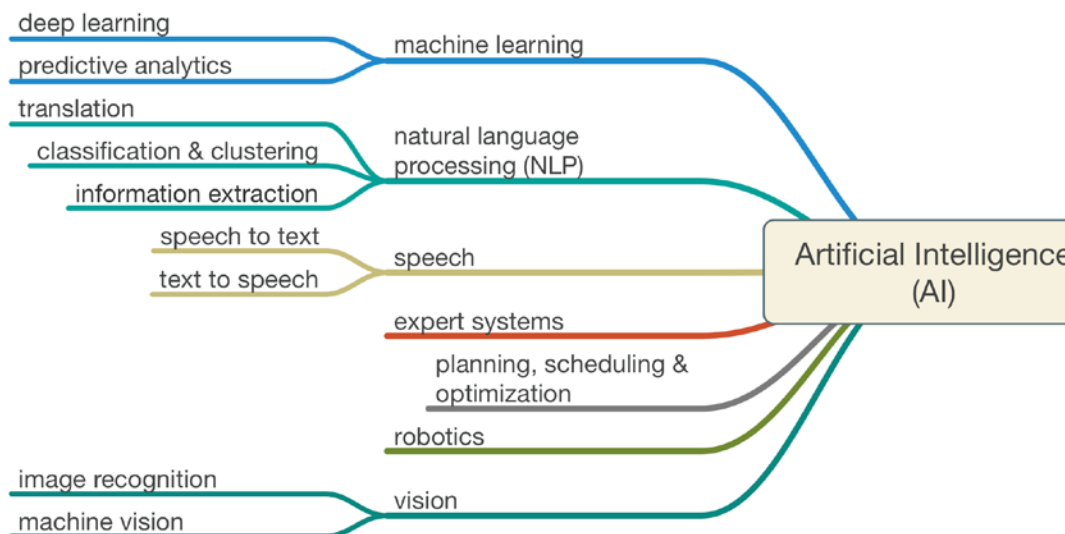 deep learning
machine learning
predictive analytics
translation
natural language
processing (NLP)
classification & clustering
information extraction
speech to text
speech
text to speech
Artificial Intelligence
(AI)
expert systems
planning, scheduling &
optimization
robotics
image recognition
vision
machine vision